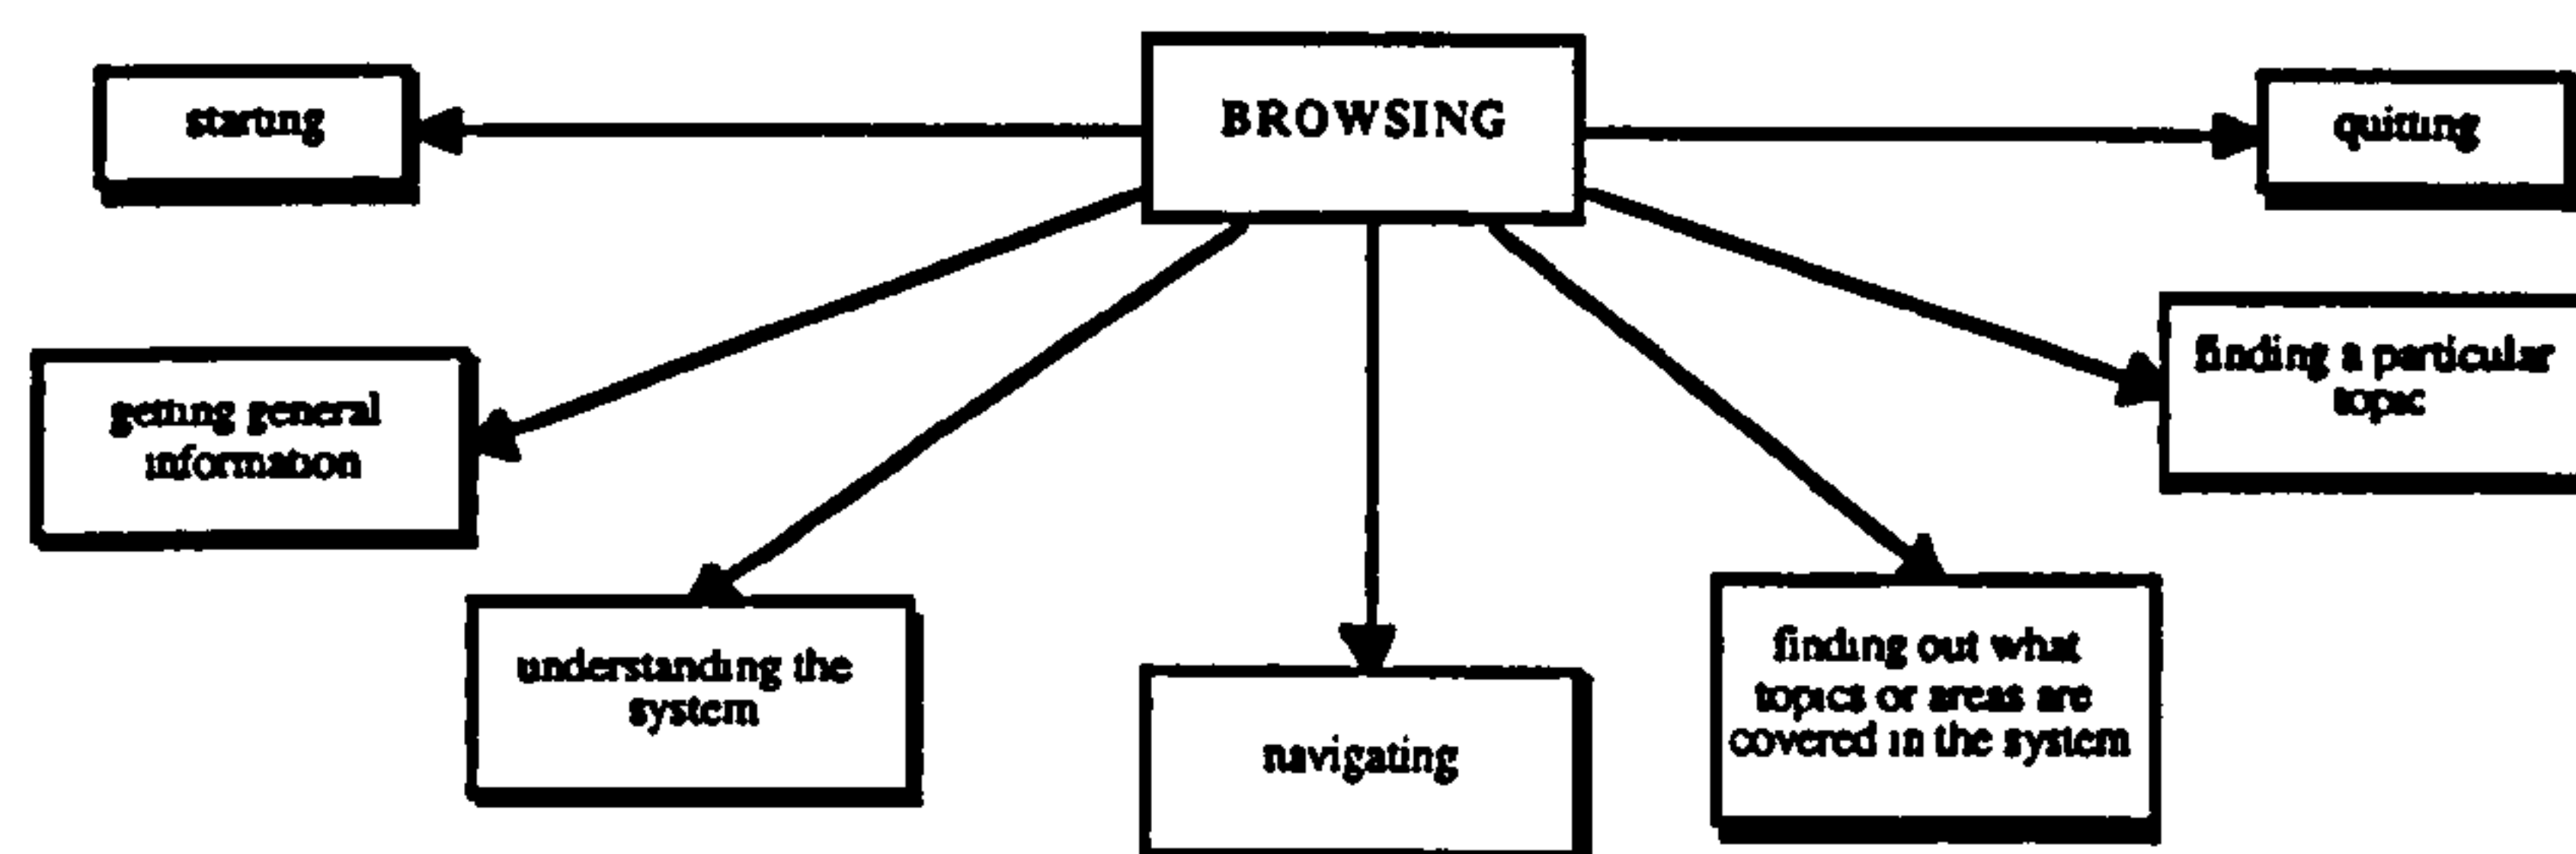 starting
BROWSING
quitting
getting general
information
understanding the
system
navigating
finding out what
topics or areas are
covered in the system
finding a particular
topic